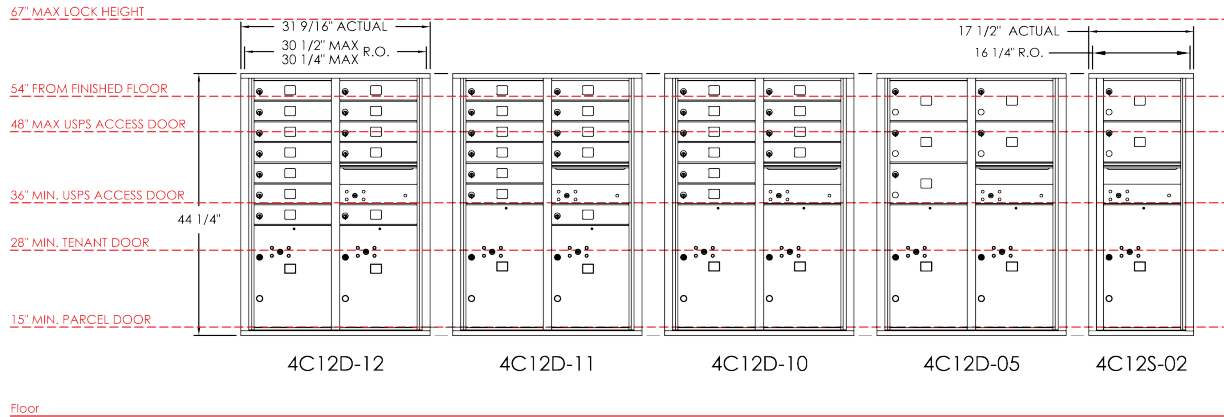 67" MAX LOCK HEIGHT
31 9/16" ACTUAL
30 1/2" MAX
30 1/4" MAX
R.O.
17 1/2" ACTUAL
16 1/4" R.O.
54" FROM FINISHED FLOOR
48" MAX USPS ACCESS DOOR
36" MIN. USPS ACCESS DOOR
44 1/4"
28" MIN. TENANT DOOR
15" MIN. PARCEL DOOR
4C12D-12
4C12D-11
4C12D-10
4C12D-05
4C12S-02
Floor